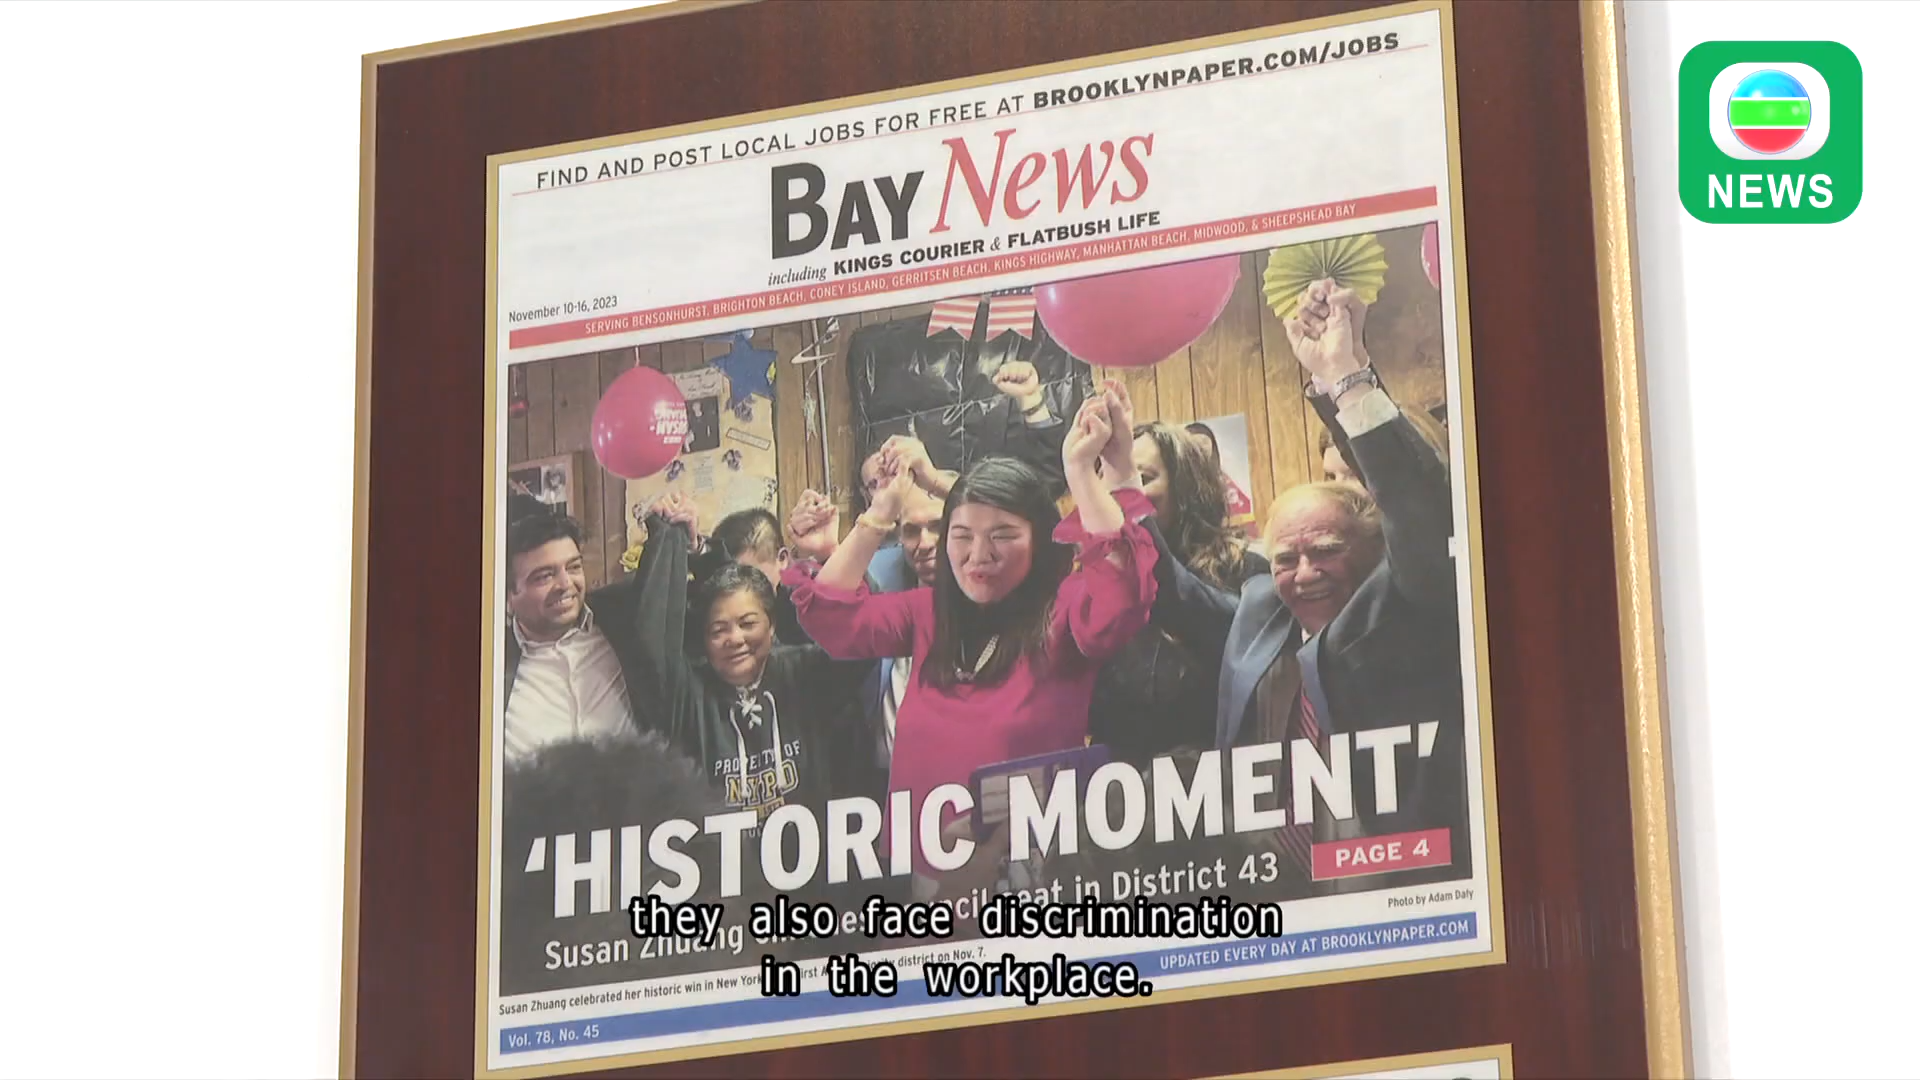 FIND AND POST LOCAL JOBS FOR FREE AT BROOKLYNPAPER.COM/JOBS
NEWS
BAY News
including KINGS COURIER & FLATBUSH LIFE
November 10-16, 2023
SERVING BENSONHURST, BRIGHTON BEACH, CONEY ISLAND, GERRITSEN BEACH, KINGS HIGHWAY, MANHATTAN BEACH, MIDWOOD, & SHEEPSHEAD BAY
PROPERTY OF
NYPD
'HISTORIC MOMENT'
PAGE 4
Susan Zhuang seat in District 43
Photo by Adam Daly
they also face discrimination
in the workplace.
Susan Zhuang celebrated her historic win in New York district on Nov. 7.
UPDATED EVERY DAY AT BROOKLYNPAPER.COM
Vol. 78, No. 45